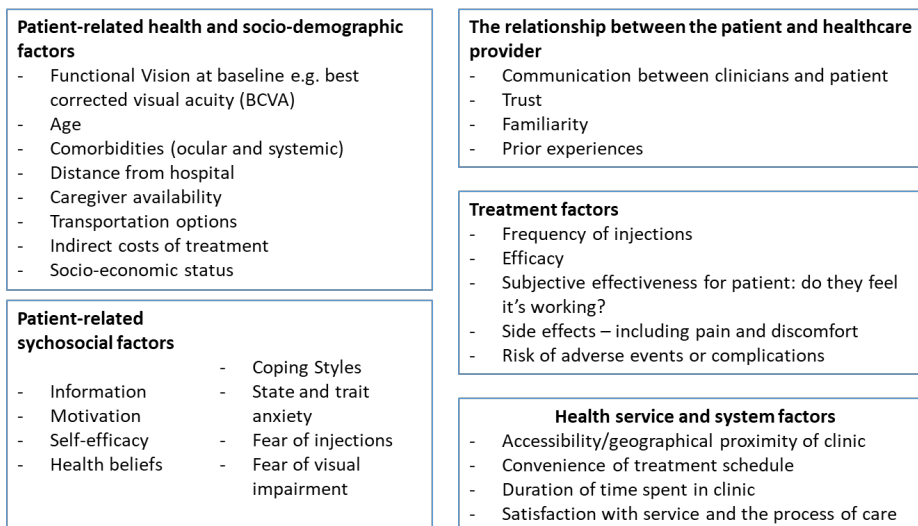 Patient-related health and socio-demographic
factors
- Functional Vision at baseline e.g. best
corrected visual acuity (BCVA)
- Age
- Comorbidities (ocular and systemic)
- Distance from hospital
- Caregiver availability
- Transportation options
- Indirect costs of treatment
- Socio-economic status
Patient-related
sychosocial factors
- Information
- Motivation
- Self-efficacy
- Health beliefs
- Coping Styles
- State and trait
anxiety
- Fear of injections
- Fear of visual
impairment
The relationship between the patient and healthcare
provider
- Communication between clinicians and patient
- Trust
- Familiarity
- Prior experiences
Treatment factors
- Frequency of injections
- Efficacy
- Subjective effectiveness for patient: do they feel
it's working?
- Side effects – including pain and discomfort
- Risk of adverse events or complications
Health service and system factors
- Accessibility/geographical proximity of clinic
- Convenience of treatment schedule
- Duration of time spent in clinic
- Satisfaction with service and the process of care